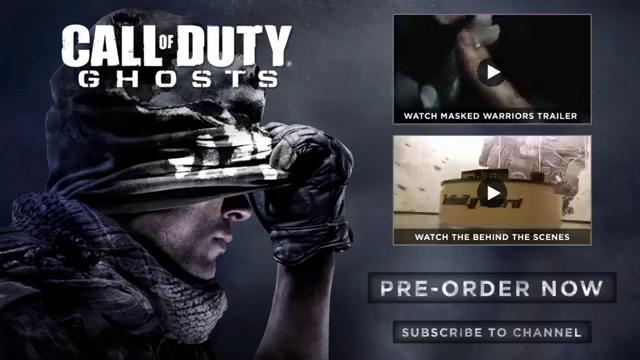 CALL OF DUTY
GHOSTS
WATCH MASKED WARRIORS TRAILER
WATCH THE BEHIND THE SCENES
PRE-ORDER NOW
SUBSCRIBE TO CHANNEL